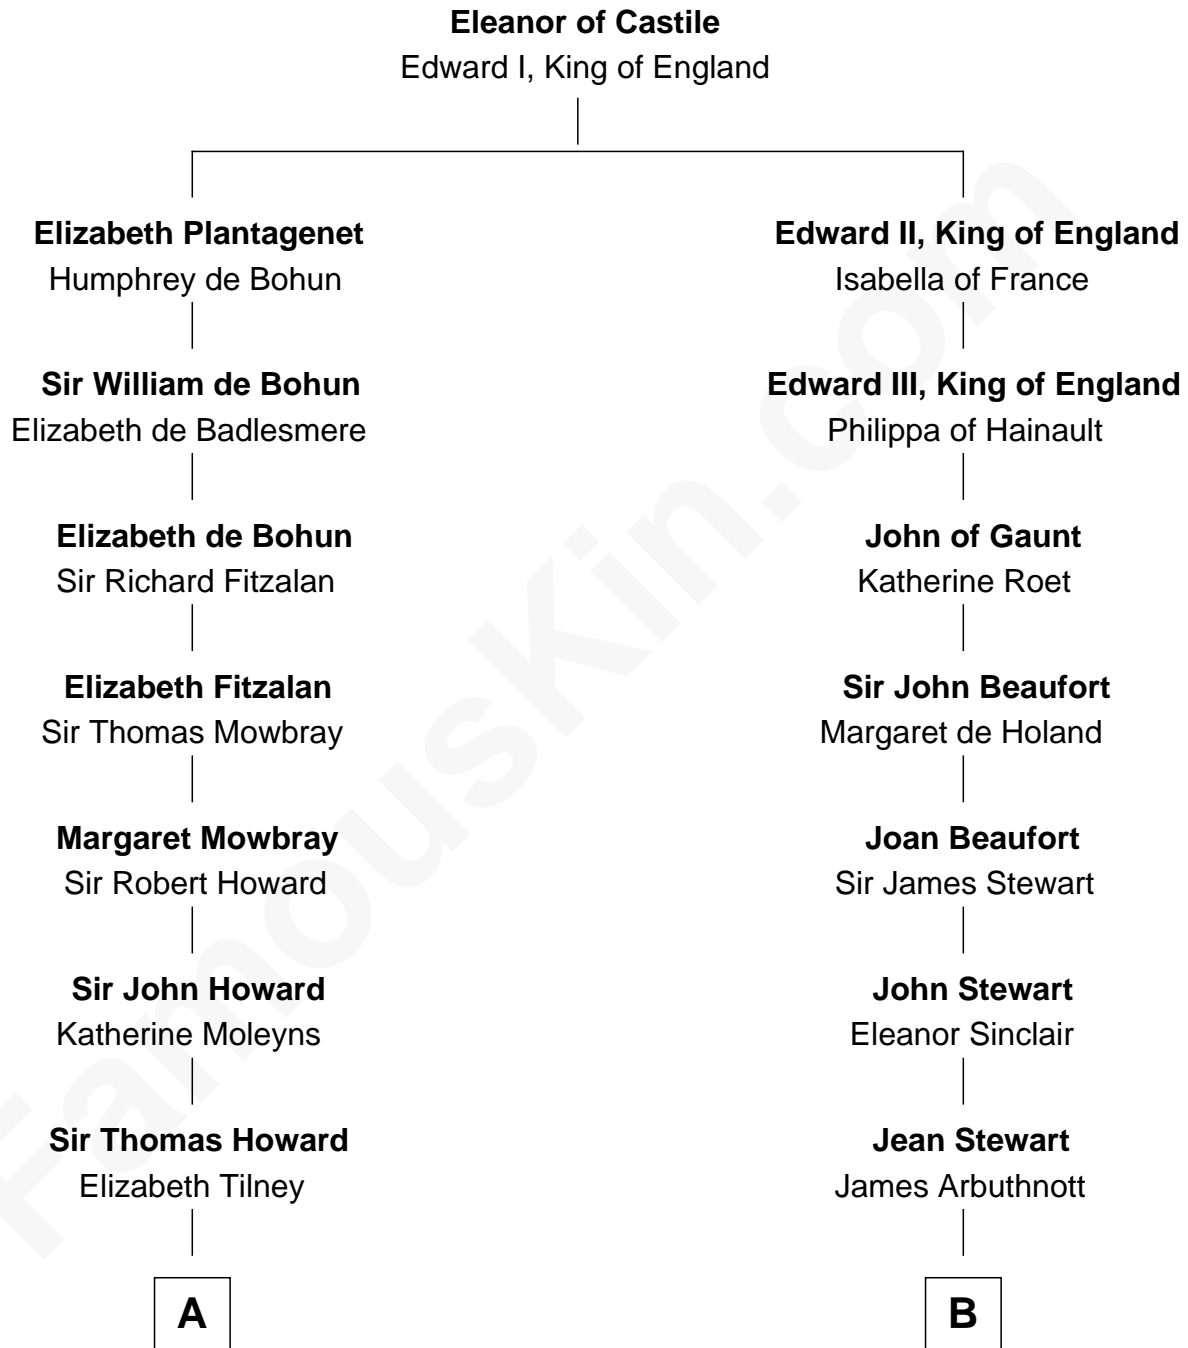 Eleanor of Castile
Edward I, King of England
Elizabeth Plantagenet
Humphrey de Bohun
Edward II, King of England
Isabella of France
Sir William de Bohun
Elizabeth de Badlesmere
Edward III, King of England
Philippa of Hainault
Elizabeth de Bohun
Sir Richard Fitzalan
John of Gaunt
Katherine Roet
Elizabeth Fitzalan
Sir Thomas Mowbray
Sir John Beaufort
Margaret de Holand
Margaret Mowbray
Sir Robert Howard
Joan Beaufort
Sir James Stewart
Sir John Howard
Katherine Moleyns
John Stewart
Eleanor Sinclair
Sir Thomas Howard
Elizabeth Tilney
Jean Stewart
James Arbuthnott
A
B
FamousKin.com